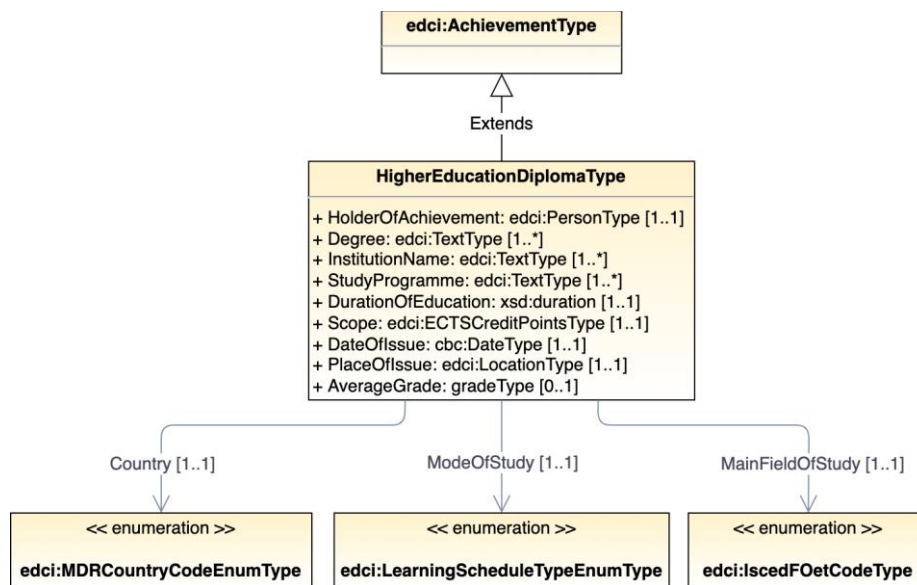 edci:AchievementType
Extends
HigherEducationDiplomaType
+ HolderOfAchievement: edci:PersonType [1..1]
+ Degree: edci:TextType [1..*]
+ InstitutionName: edci:TextType [1..*]
+ StudyProgramme: edci:TextType [1..*]
+ DurationOfEducation: xsd:duration [1..1]
+ Scope: edci:ECTSCreditPointsType [1..1]
+ DateOfIssue: cbc:DateType [1..1]
+ PlaceOfIssue: edci:LocationType [1..1]
+ AverageGrade: gradeType [0..1]
Country [1..1]
ModeOfStudy [1..1]
MainFieldOfStudy [1..1]
<< enumeration >>
edci:MDRCountryCodeEnumType
<< enumeration >>
edci:LearningScheduleTypeEnumType
<< enumeration >>
edci:IscedFOetCodeType